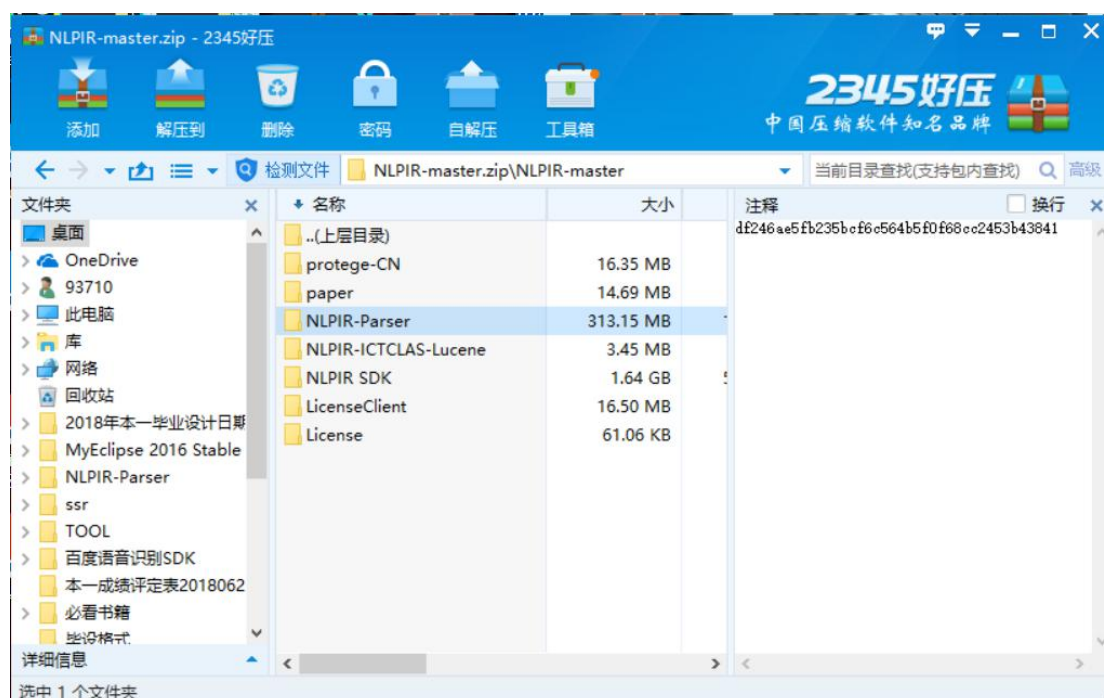 NLPIR-master.zip - 2345好压
添加
解压到
删除
密码
自解压
工具箱
2345好压
中国压缩软件知名品牌
检测文件
NLPIR-master.zip\NLPIR-master
当前目录查找(支持包内查找)
高级
文件夹
桌面
OneDrive
93710
此电脑
库
网络
回收站
2018年本一毕业设计日期
MyEclipse 2016 Stable
NLPIR-Parser
ssr
TOOL
百度语音识别SDK
本一成绩评定表2018062
必看书籍
毕设格式
详细信息
名称 大小
..(上层目录)
protege-CN 16.35 MB
paper 14.69 MB
NLPIR-Parser 313.15 MB
NLPIR-ICTCLAS-Lucene 3.45 MB
NLPIR SDK 1.64 GB
LicenseClient 16.50 MB
License 61.06 KB
注释 换行
df246ae5fb235bcf6c564b5f0f68cc2453b43841
选中 1 个文件夹